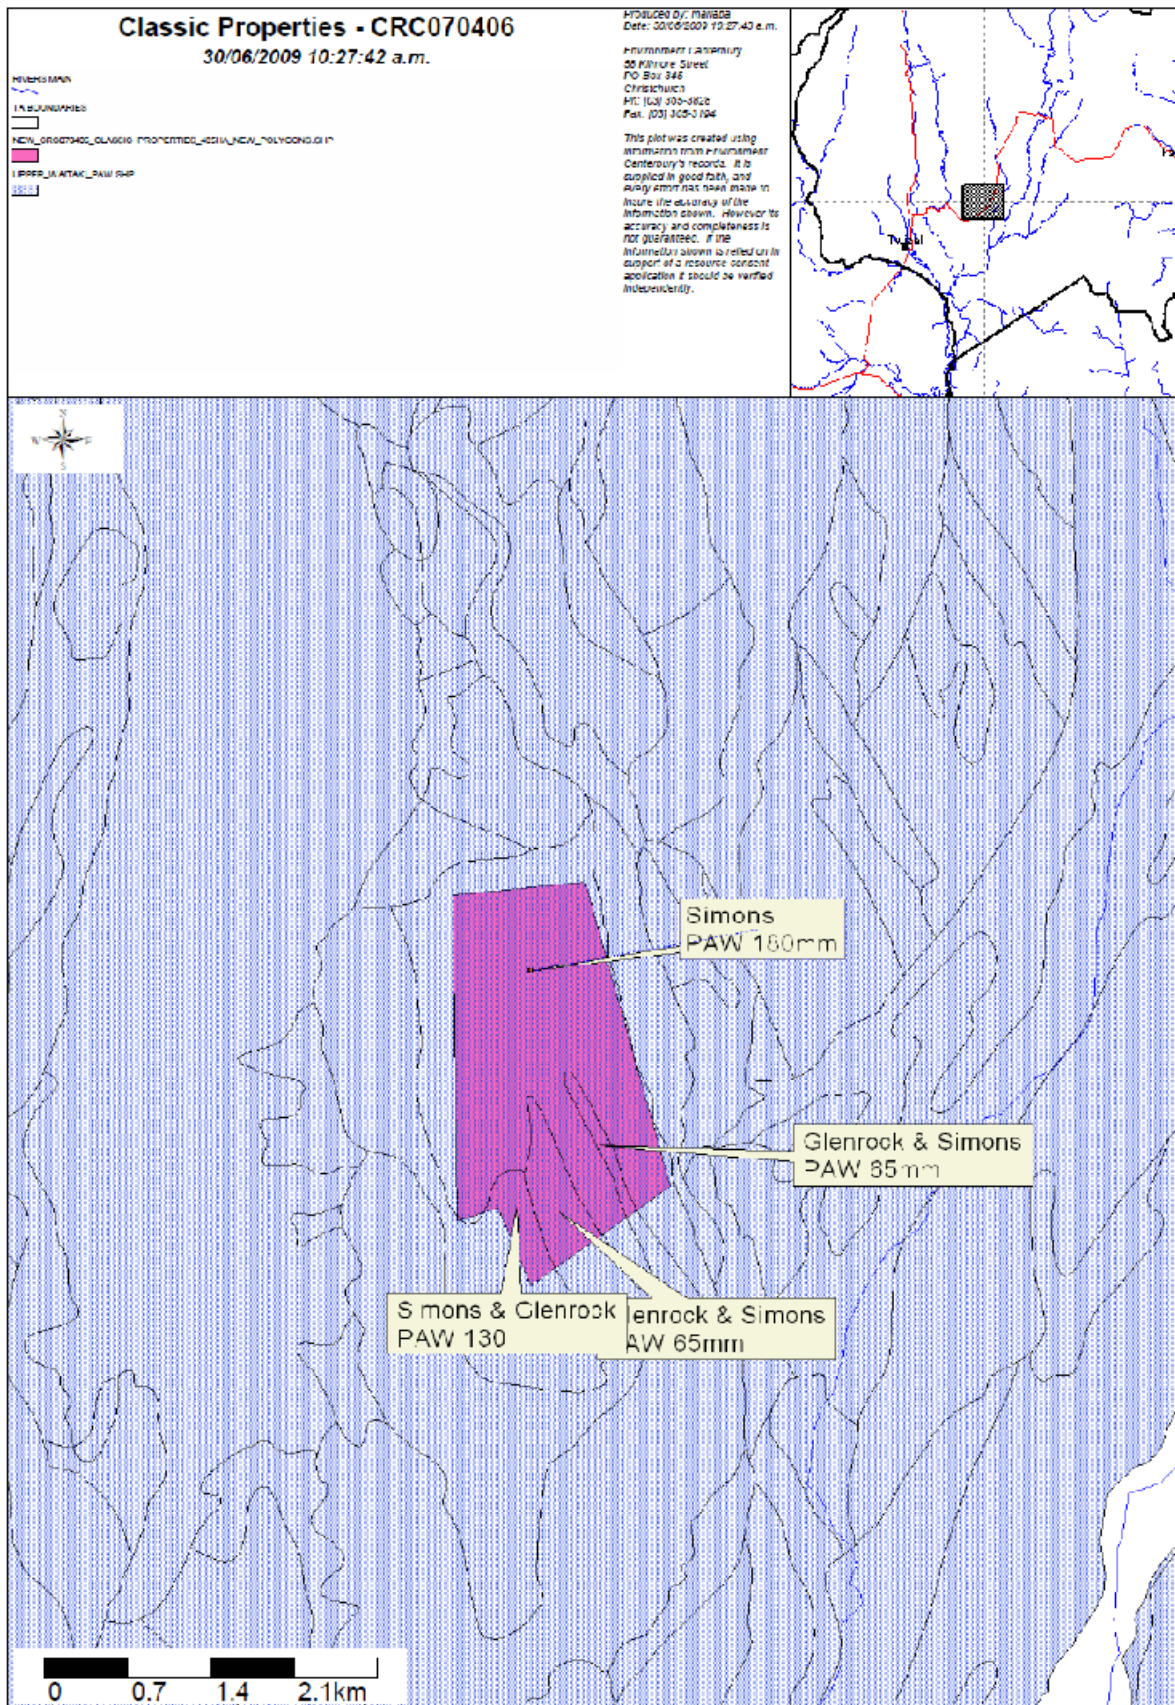 Classic Properties - CRC070406
30/06/2009 10:27:42 a.m.
RIVERS MAIN
TA BOUNDARIES
UPPER_WAITAKI_PAW.SHP
Produced by:
Date: 30/06/2009 10:27:43 a.m.
Environment Canterbury
58 Kilmore Street
PO Box 345
Christchurch
This plot was created using
information from Environment
Canterbury's records. It is
supplied in good faith, and
every effort has been made to
insure the accuracy of the
information shown. However its
accuracy and completeness is
not guaranteed. If the
information shown is relied on in
support of a resource consent
application it should be verified
independently.
N
W E
S
Simons
PAW 160mm
Glenrock & Simons
PAW 65mm
S mons & Glenrock
PAW 130
lenrock & Simons
AW 65mm
0 0.7 1.4 2.1km